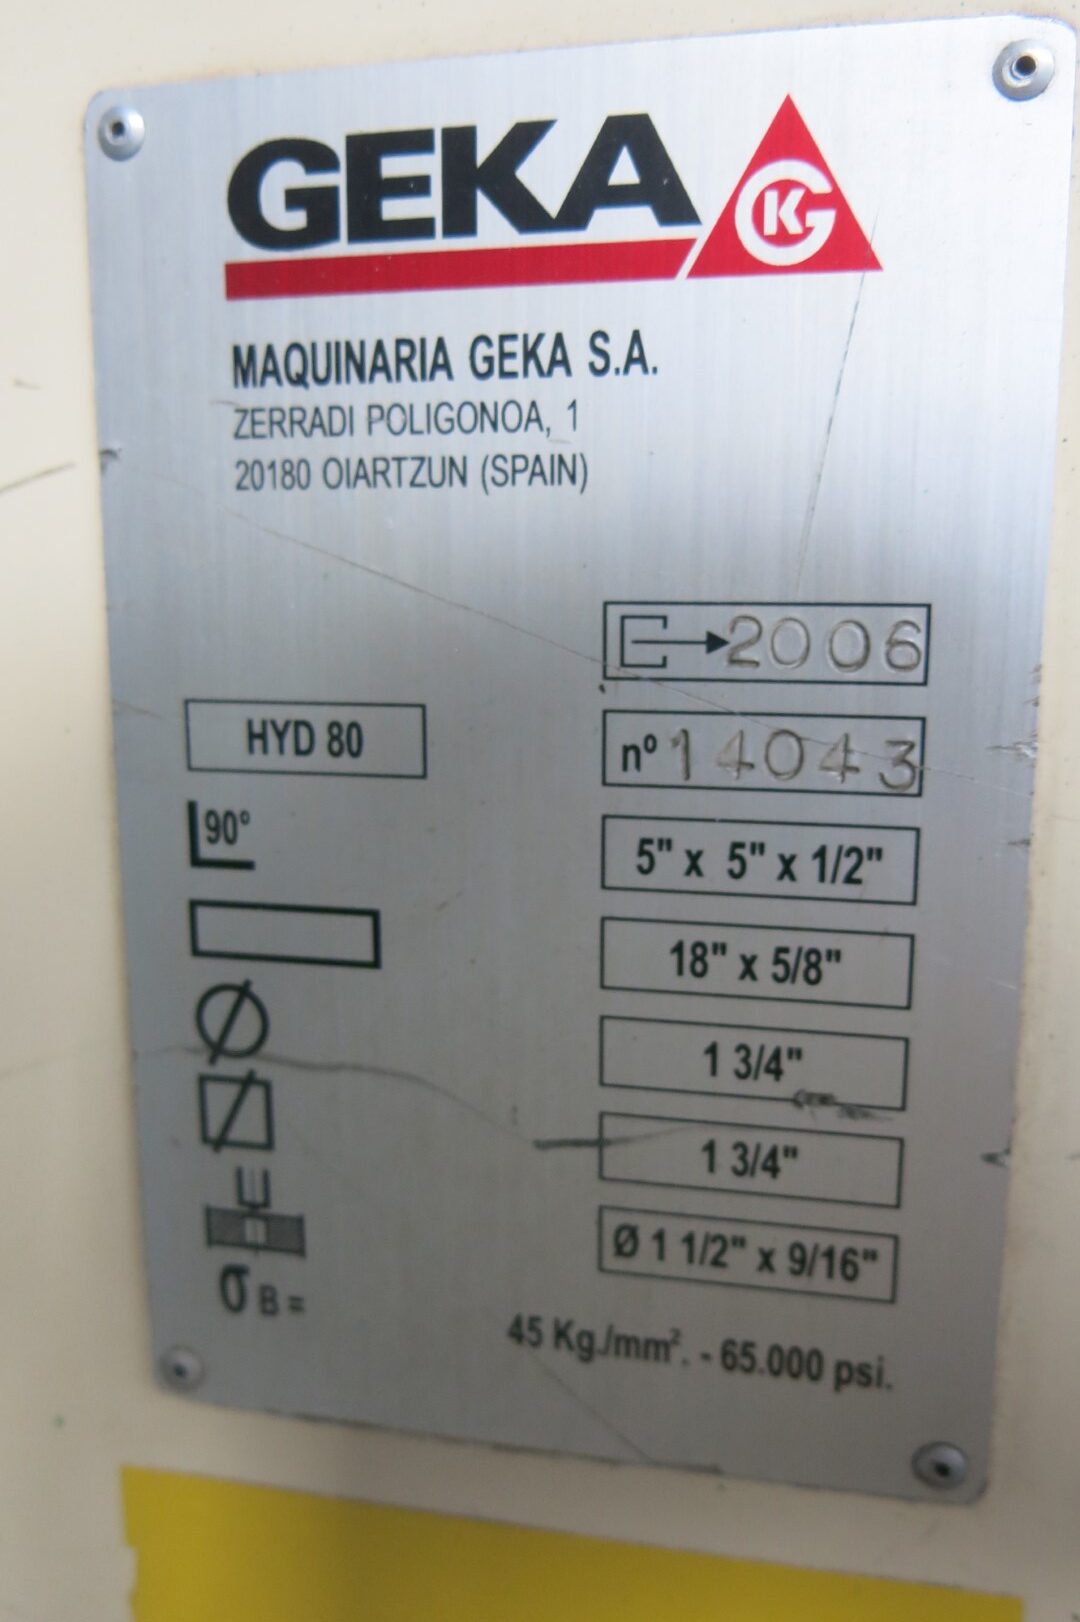 GEKA
GK
MAQUINARIA GEKA S.A.
ZERRADI POLIGONOA, 1
20180 OIARTZUN (SPAIN)
2006
HYD 80
nº 14043
90°
5" x 5" x 1/2"
18" x 5/8"
1 3/4"
1 3/4"
Ø 1 1/2" x 9/16"
σ B =
45 Kg./mm². - 65.000 psi.